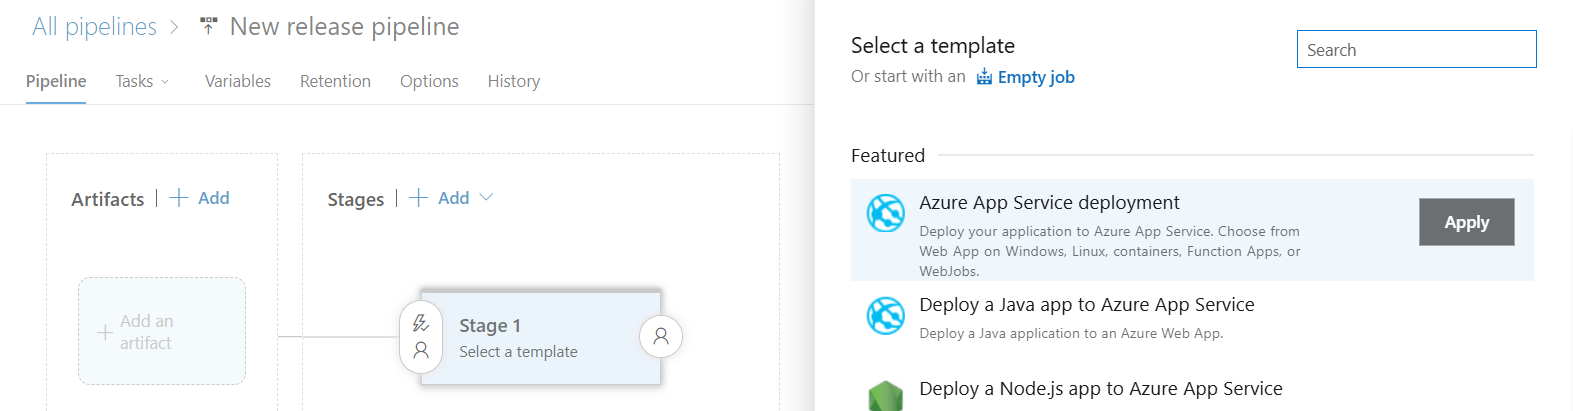 All pipelines > New release pipeline
Pipeline Tasks Variables Retention Options History
Artifacts | + Add
Stages | + Add
+ Add an
artifact
Stage 1
Select a template
Select a template
Search
Or start with an Empty job
Featured
Azure App Service deployment
Deploy your application to Azure App Service. Choose from
Web App on Windows, Linux, containers, Function Apps, or
WebJobs.
Apply
Deploy a Java app to Azure App Service
Deploy a Java application to an Azure Web App.
Deploy a Node.js app to Azure App Service